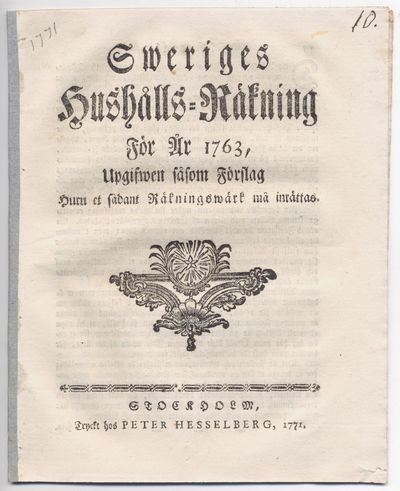 1771
10.
Sweriges
Hushålls-Räkning
För År 1763,
Upgifwen såsom Förslag
Huru et sådant Räkningswärk må inrättas.
STOCKHOLM,
Tryckt hos PETER HESSELBERG, 1771.